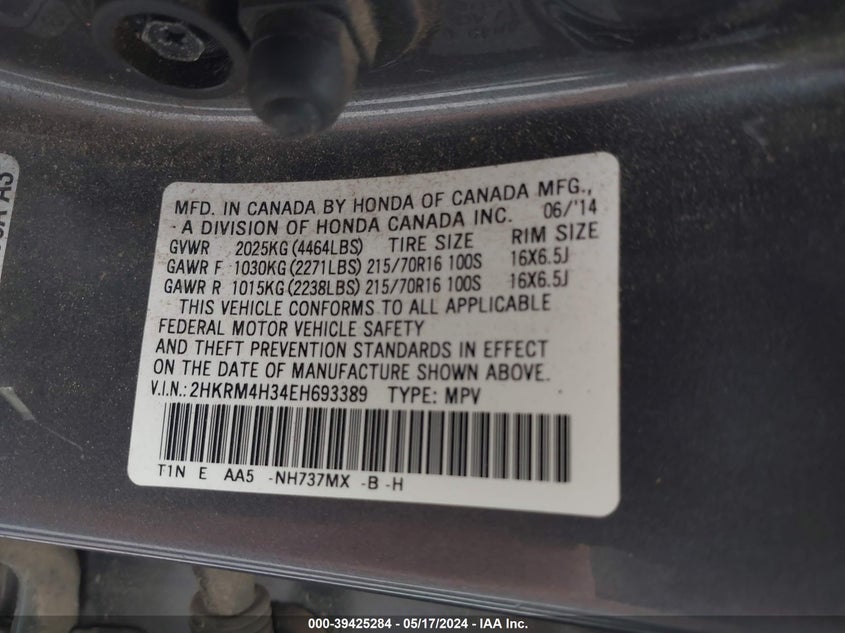 MFD. IN CANADA BY HONDA OF CANADA MFG.,
A DIVISION OF HONDA CANADA INC. 06/'14
GVWR 2025KG (4464LBS) TIRE SIZE RIM SIZE
GAWR F 1030KG (2271LBS) 215/70R16 100S 16X6.5J
GAWR R 1015KG (2238LBS) 215/70R16 100S 16X6.5J
THIS VEHICLE CONFORMS TO ALL APPLICABLE
FEDERAL MOTOR VEHICLE SAFETY
AND THEFT PREVENTION STANDARDS IN EFFECT
ON THE DATE OF MANUFACTURE SHOWN ABOVE.
V.I.N.: 2HKRM4H34EH693389 TYPE: MPV
T1N E AA5 -NH737MX -B -H
000-39425284 - 05/17/2024 - IAA Inc.